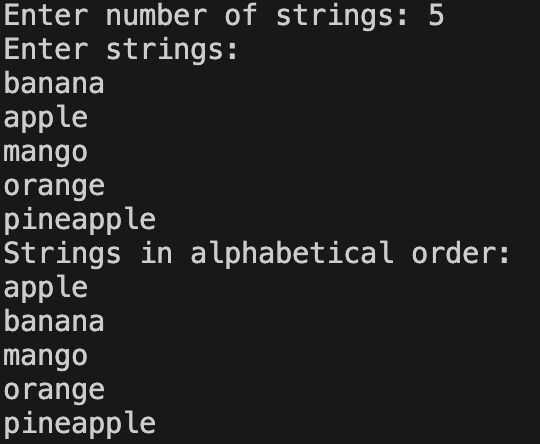 Enter number of strings: 5
Enter strings:
banana
apple
mango
orange
pineapple
Strings in alphabetical order:
apple
banana
mango
orange
pineapple